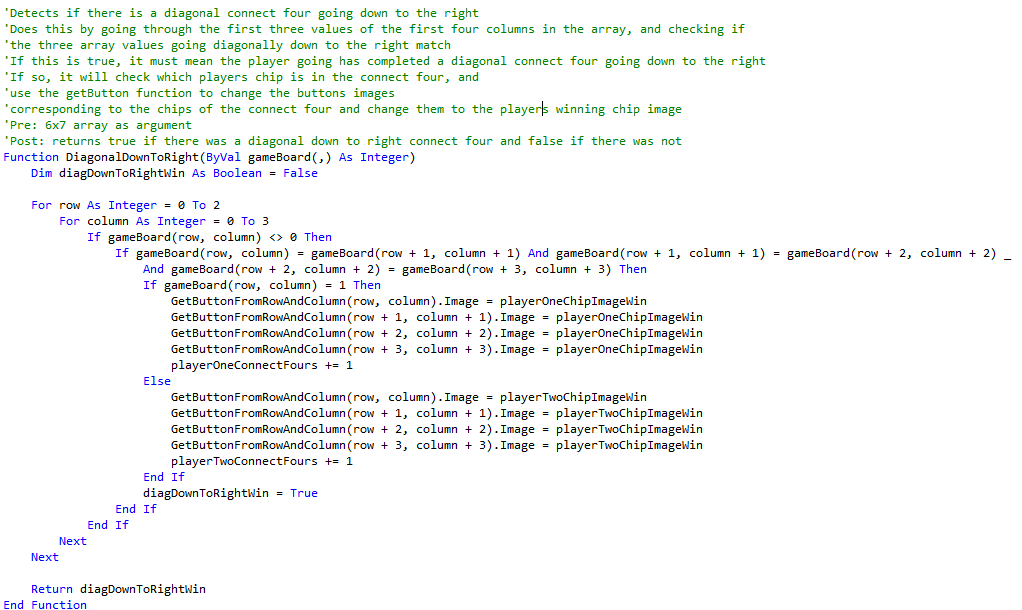 'Detects if there is a diagonal connect four going down to the right
'Does this by going through the first three values of the first four columns in the array, and checking if
'the three array values going diagonally down to the right match
'If this is true, it must mean the player going has completed a diagonal connect four going down to the right
'If so, it will check which players chip is in the connect four, and
'use the getButton function to change the buttons images
'corresponding to the chips of the connect four and change them to the players winning chip image
'Pre: 6x7 array as argument
'Post: returns true if there was a diagonal down to right connect four and false if there was not
Function DiagonalDownToRight(ByVal gameBoard(,) As Integer)
    Dim diagDownToRightWin As Boolean = False

    For row As Integer = 0 To 2
        For column As Integer = 0 To 3
            If gameBoard(row, column) <> 0 Then
                If gameBoard(row, column) = gameBoard(row + 1, column + 1) And gameBoard(row + 1, column + 1) = gameBoard(row + 2, column + 2) _
                    And gameBoard(row + 2, column + 2) = gameBoard(row + 3, column + 3) Then
                    If gameBoard(row, column) = 1 Then
                        GetButtonFromRowAndColumn(row, column).Image = playerOneChipImageWin
                        GetButtonFromRowAndColumn(row + 1, column + 1).Image = playerOneChipImageWin
                        GetButtonFromRowAndColumn(row + 2, column + 2).Image = playerOneChipImageWin
                        GetButtonFromRowAndColumn(row + 3, column + 3).Image = playerOneChipImageWin
                        playerOneConnectFours += 1
                    Else
                        GetButtonFromRowAndColumn(row, column).Image = playerTwoChipImageWin
                        GetButtonFromRowAndColumn(row + 1, column + 1).Image = playerTwoChipImageWin
                        GetButtonFromRowAndColumn(row + 2, column + 2).Image = playerTwoChipImageWin
                        GetButtonFromRowAndColumn(row + 3, column + 3).Image = playerTwoChipImageWin
                        playerTwoConnectFours += 1
                    End If
                    diagDownToRightWin = True
                End If
            End If
        Next
    Next

    Return diagDownToRightWin
End Function